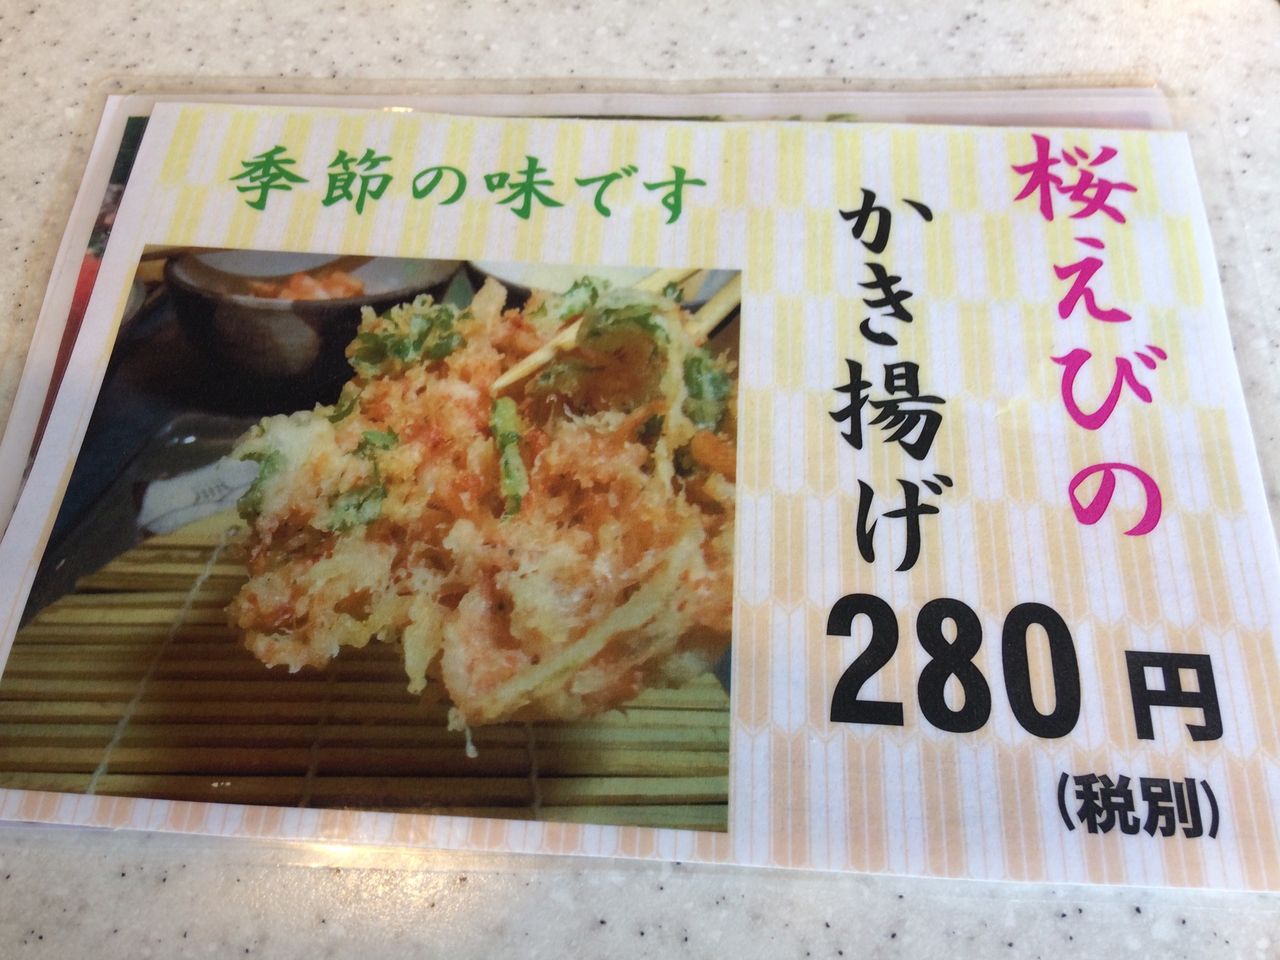 季節の味です
桜えびの
かき揚げ
280円
(税別)